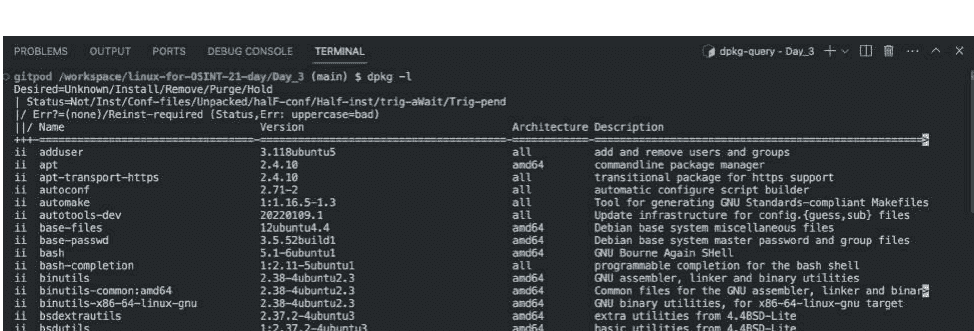 PROBLEMS OUTPUT PORTS DEBUG CONSOLE TERMINAL dpkg-query - Day_3
gitpod /workspace/linux-for-OSINT-21-day/Day_3 (main) $ dpkg -l
Desired=Unknown/Install/Remove/Purge/Hold
| Status=Not/Inst/Conf-files/Unpacked/halF-conf/Half-inst/trig-aWait/Trig-pend
|/ Err?=(none)/Reinst-required (Status,Err: uppercase=bad)
||/ Name Version Architecture Description
+++-==============================-========================-============-===============================================>
ii adduser 3.118ubuntu5 all add and remove users and groups
ii apt 2.4.10 amd64 commandline package manager
ii apt-transport-https 2.4.10 all transitional package for https support
ii autoconf 2.71-2 all automatic configure script builder
ii automake 1:1.16.5-1.3 all Tool for generating GNU Standards-compliant Makefiles
ii autotools-dev 20220109.1 all Update infrastructure for config.{guess,sub} files
ii base-files 12ubuntu4.4 amd64 Debian base system miscellaneous files
ii base-passwd 3.5.52build1 amd64 Debian base system master password and group files
ii bash 5.1-6ubuntu1 amd64 GNU Bourne Again SHell
ii bash-completion 1:2.11-5ubuntu1 all programmable completion for the bash shell
ii binutils 2.38-4ubuntu2.3 amd64 GNU assembler, linker and binary utilities
ii binutils-common:amd64 2.38-4ubuntu2.3 amd64 Common files for the GNU assembler, linker and binar>
ii binutils-x86-64-linux-gnu 2.38-4ubuntu2.3 amd64 GNU binary utilities, for x86-64-linux-gnu target
ii bsdextrautils 2.37.2-4ubuntu3 amd64 extra utilities from 4.4BSD-Lite
ii bsdutils 1:2.37.2-4ubuntu3 amd64 basic utilities from 4.4BSD-Lite